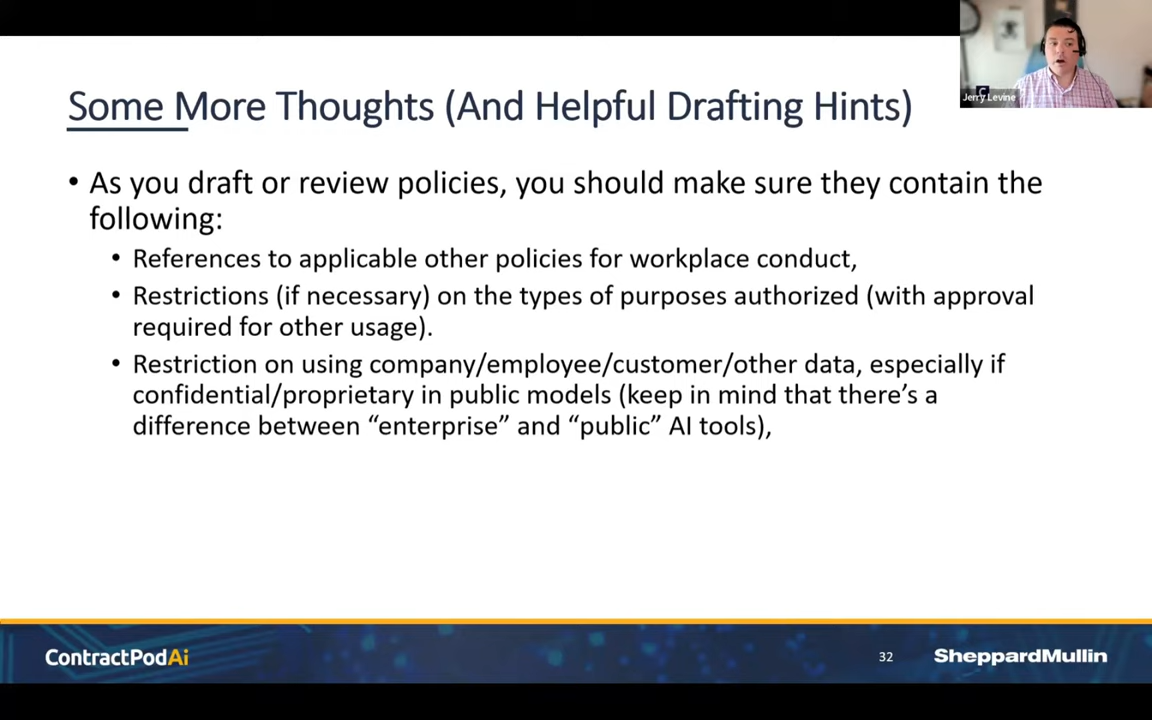 Jerry Levine
Some More Thoughts (And Helpful Drafting Hints)
• As you draft or review policies, you should make sure they contain the
following:
• References to applicable other policies for workplace conduct,
• Restrictions (if necessary) on the types of purposes authorized (with approval
required for other usage).
• Restriction on using company/employee/customer/other data, especially if
confidential/proprietary in public models (keep in mind that there’s a
difference between “enterprise” and “public” AI tools),
ContractPodAi
32
SheppardMullin